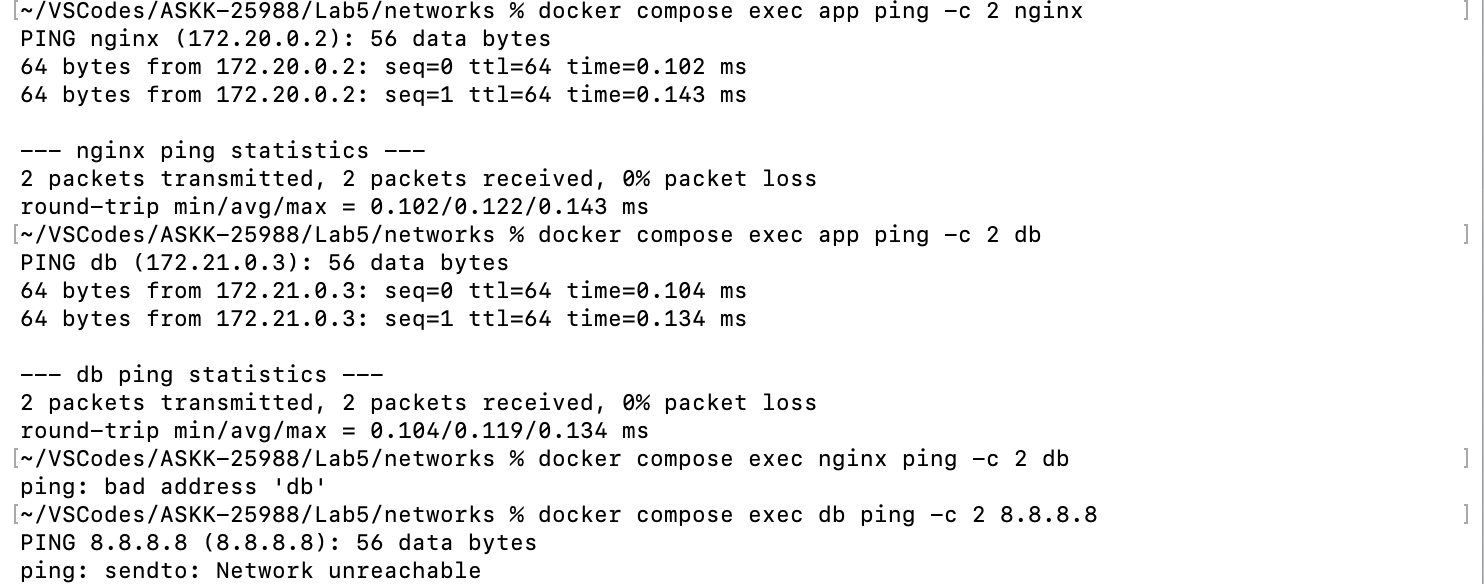 [~/VSCodes/ASKK-25988/Lab5/networks % docker compose exec app ping -c 2 nginx ]
PING nginx (172.20.0.2): 56 data bytes
64 bytes from 172.20.0.2: seq=0 ttl=64 time=0.102 ms
64 bytes from 172.20.0.2: seq=1 ttl=64 time=0.143 ms
--- nginx ping statistics ---
2 packets transmitted, 2 packets received, 0% packet loss
round-trip min/avg/max = 0.102/0.122/0.143 ms
[~/VSCodes/ASKK-25988/Lab5/networks % docker compose exec app ping -c 2 db ]
PING db (172.21.0.3): 56 data bytes
64 bytes from 172.21.0.3: seq=0 ttl=64 time=0.104 ms
64 bytes from 172.21.0.3: seq=1 ttl=64 time=0.134 ms
--- db ping statistics ---
2 packets transmitted, 2 packets received, 0% packet loss
round-trip min/avg/max = 0.104/0.119/0.134 ms
[~/VSCodes/ASKK-25988/Lab5/networks % docker compose exec nginx ping -c 2 db ]
ping: bad address 'db'
[~/VSCodes/ASKK-25988/Lab5/networks % docker compose exec db ping -c 2 8.8.8.8 ]
PING 8.8.8.8 (8.8.8.8): 56 data bytes
ping: sendto: Network unreachable